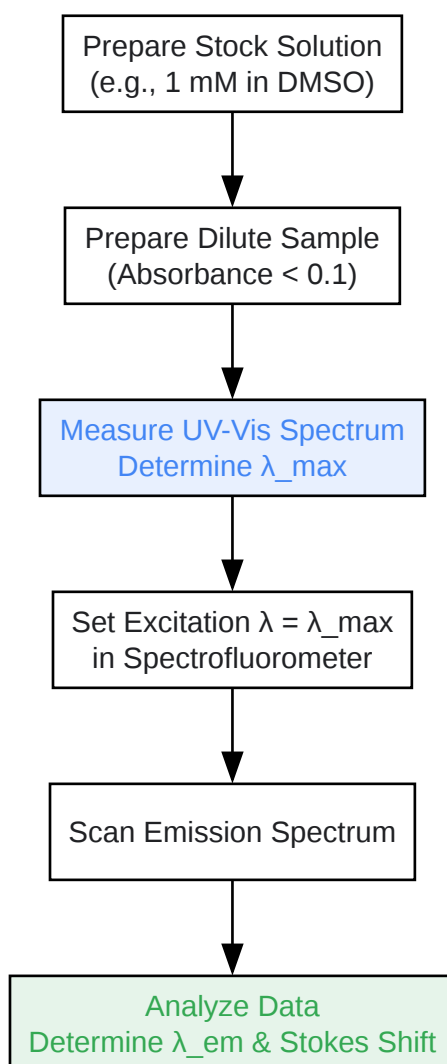 Prepare Stock Solution
(e.g., 1 mM in DMSO)
Prepare Dilute Sample
(Absorbance < 0.1)
Measure UV-Vis Spectrum
Determine λ_max
Set Excitation λ = λ_max
in Spectrofluorometer
Scan Emission Spectrum
Analyze Data
Determine λ_em & Stokes Shift